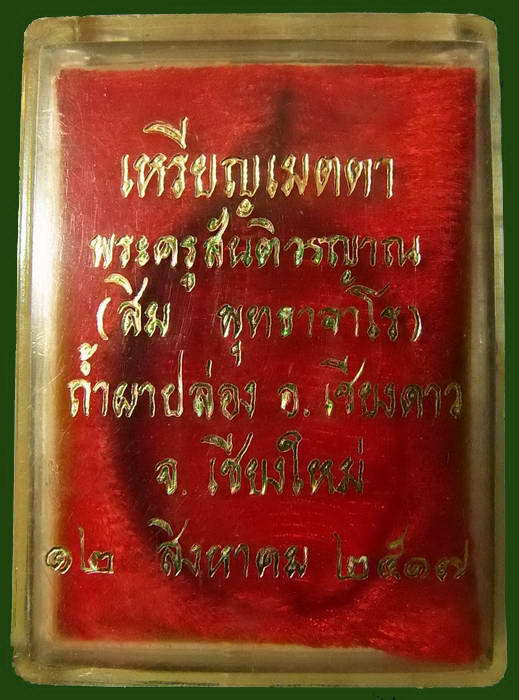 เหรียญเมตตา
พระครูสันติวรญาณ
(สิม พุทธาจาโร)
ถ้ำผาปล่อง อ.เชียงดาว
จ.เชียงใหม่
๑๒ สิงหาคม ๒๕๑๗